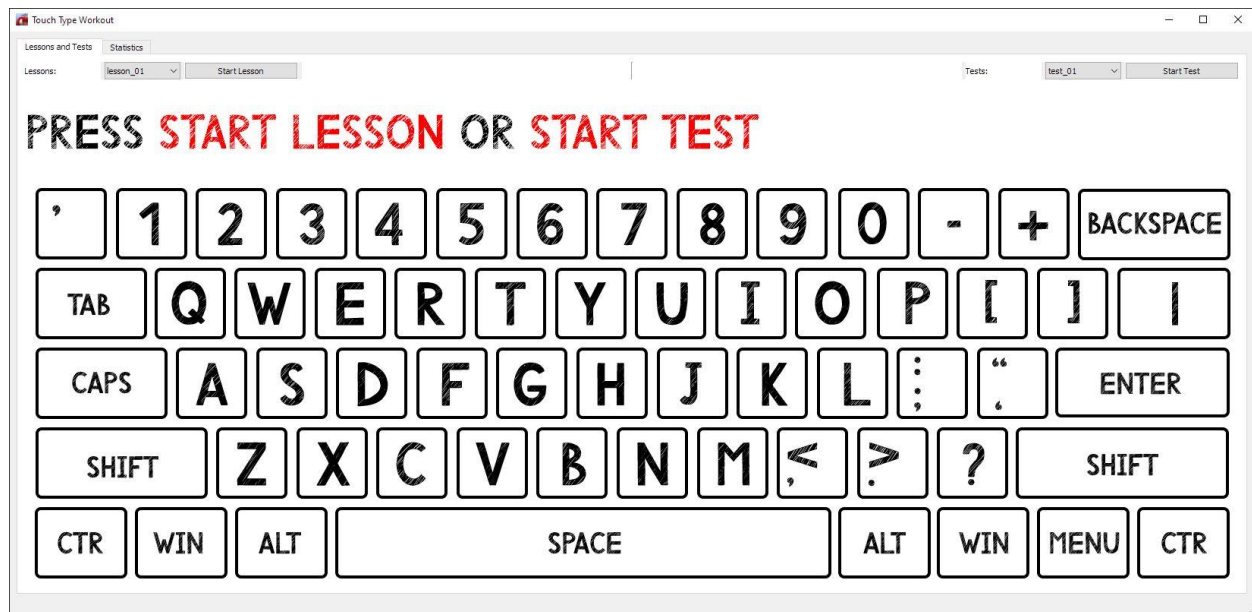 Touch Type Workout
Lessons and Tests Statistics
Lessons: lesson_01 Start Lesson Tests: test_01 Start Test
PRESS START LESSON OR START TEST
' 1 2 3 4 5 6 7 8 9 0 - + BACKSPACE
TAB Q W E R T Y U I O P [ ] |
CAPS A S D F G H J K L : ; “ ‘ ENTER
SHIFT Z X C V B N M < , > . ? SHIFT
CTR WIN ALT SPACE ALT WIN MENU CTR